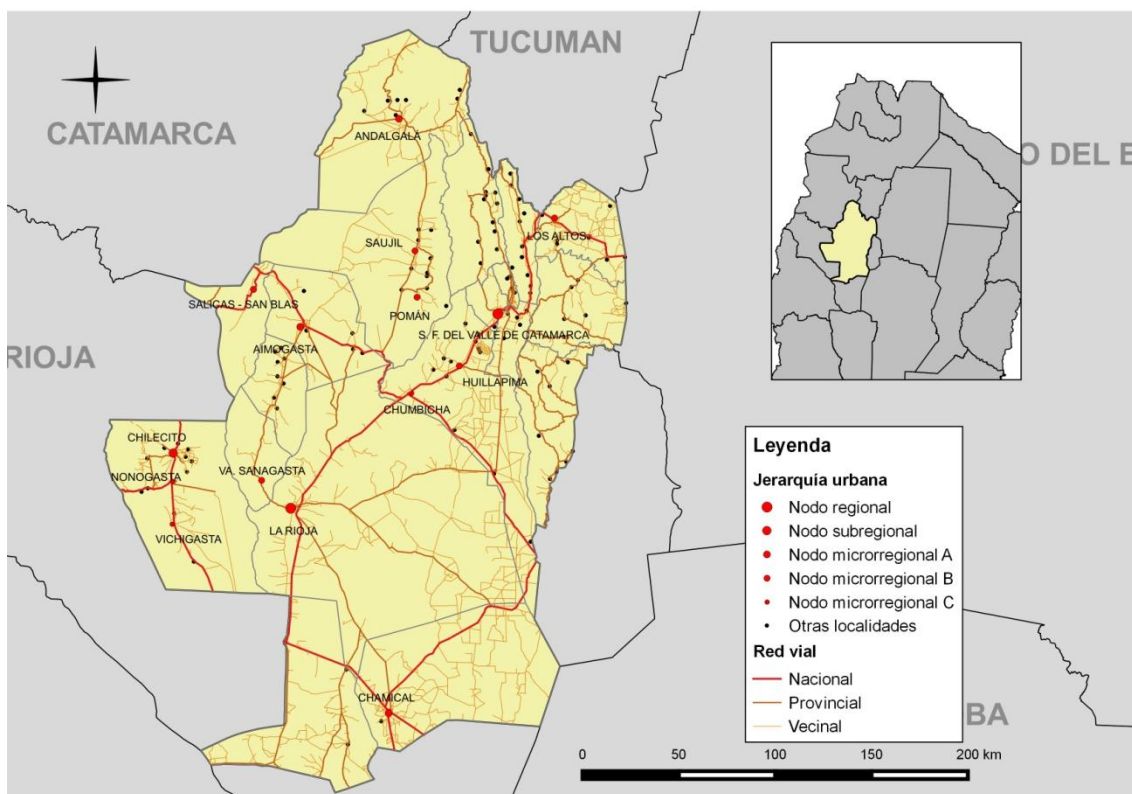 TUCUMAN
CATAMARCA
O DEL E
RIOJA
BA
ANDALGALÁ
SAUJIL
LOS ALTOS
SALICAS - SAN BLAS
POMÁN
S. F. DEL VALLE DE CATAMARCA
AIMOGASTA
HUILLAPIMA
CHUMBICHA
CHILECITO
NONOGASTA
VA. SANAGASTA
LA RIOJA
VICHIGASTA
CHAMICAL
Leyenda
Jerarquía urbana
Nodo regional
Nodo subregional
Nodo microrregional A
Nodo microrregional B
Nodo microrregional C
Otras localidades
Red vial
Nacional
Provincial
Vecinal
0 50 100 150 200 km